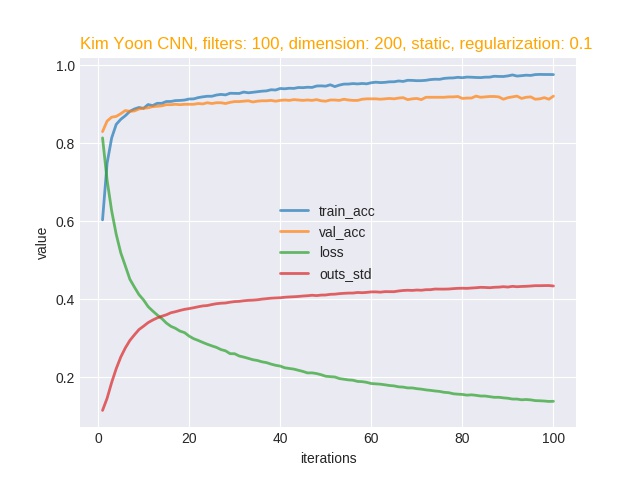 Kim Yoon CNN, filters: 100, dimension: 200, static, regularization: 0.1
1.0
0.8
0.6
0.4
0.2
value
train_acc
val_acc
loss
outs_std
0 20 40 60 80 100
iterations